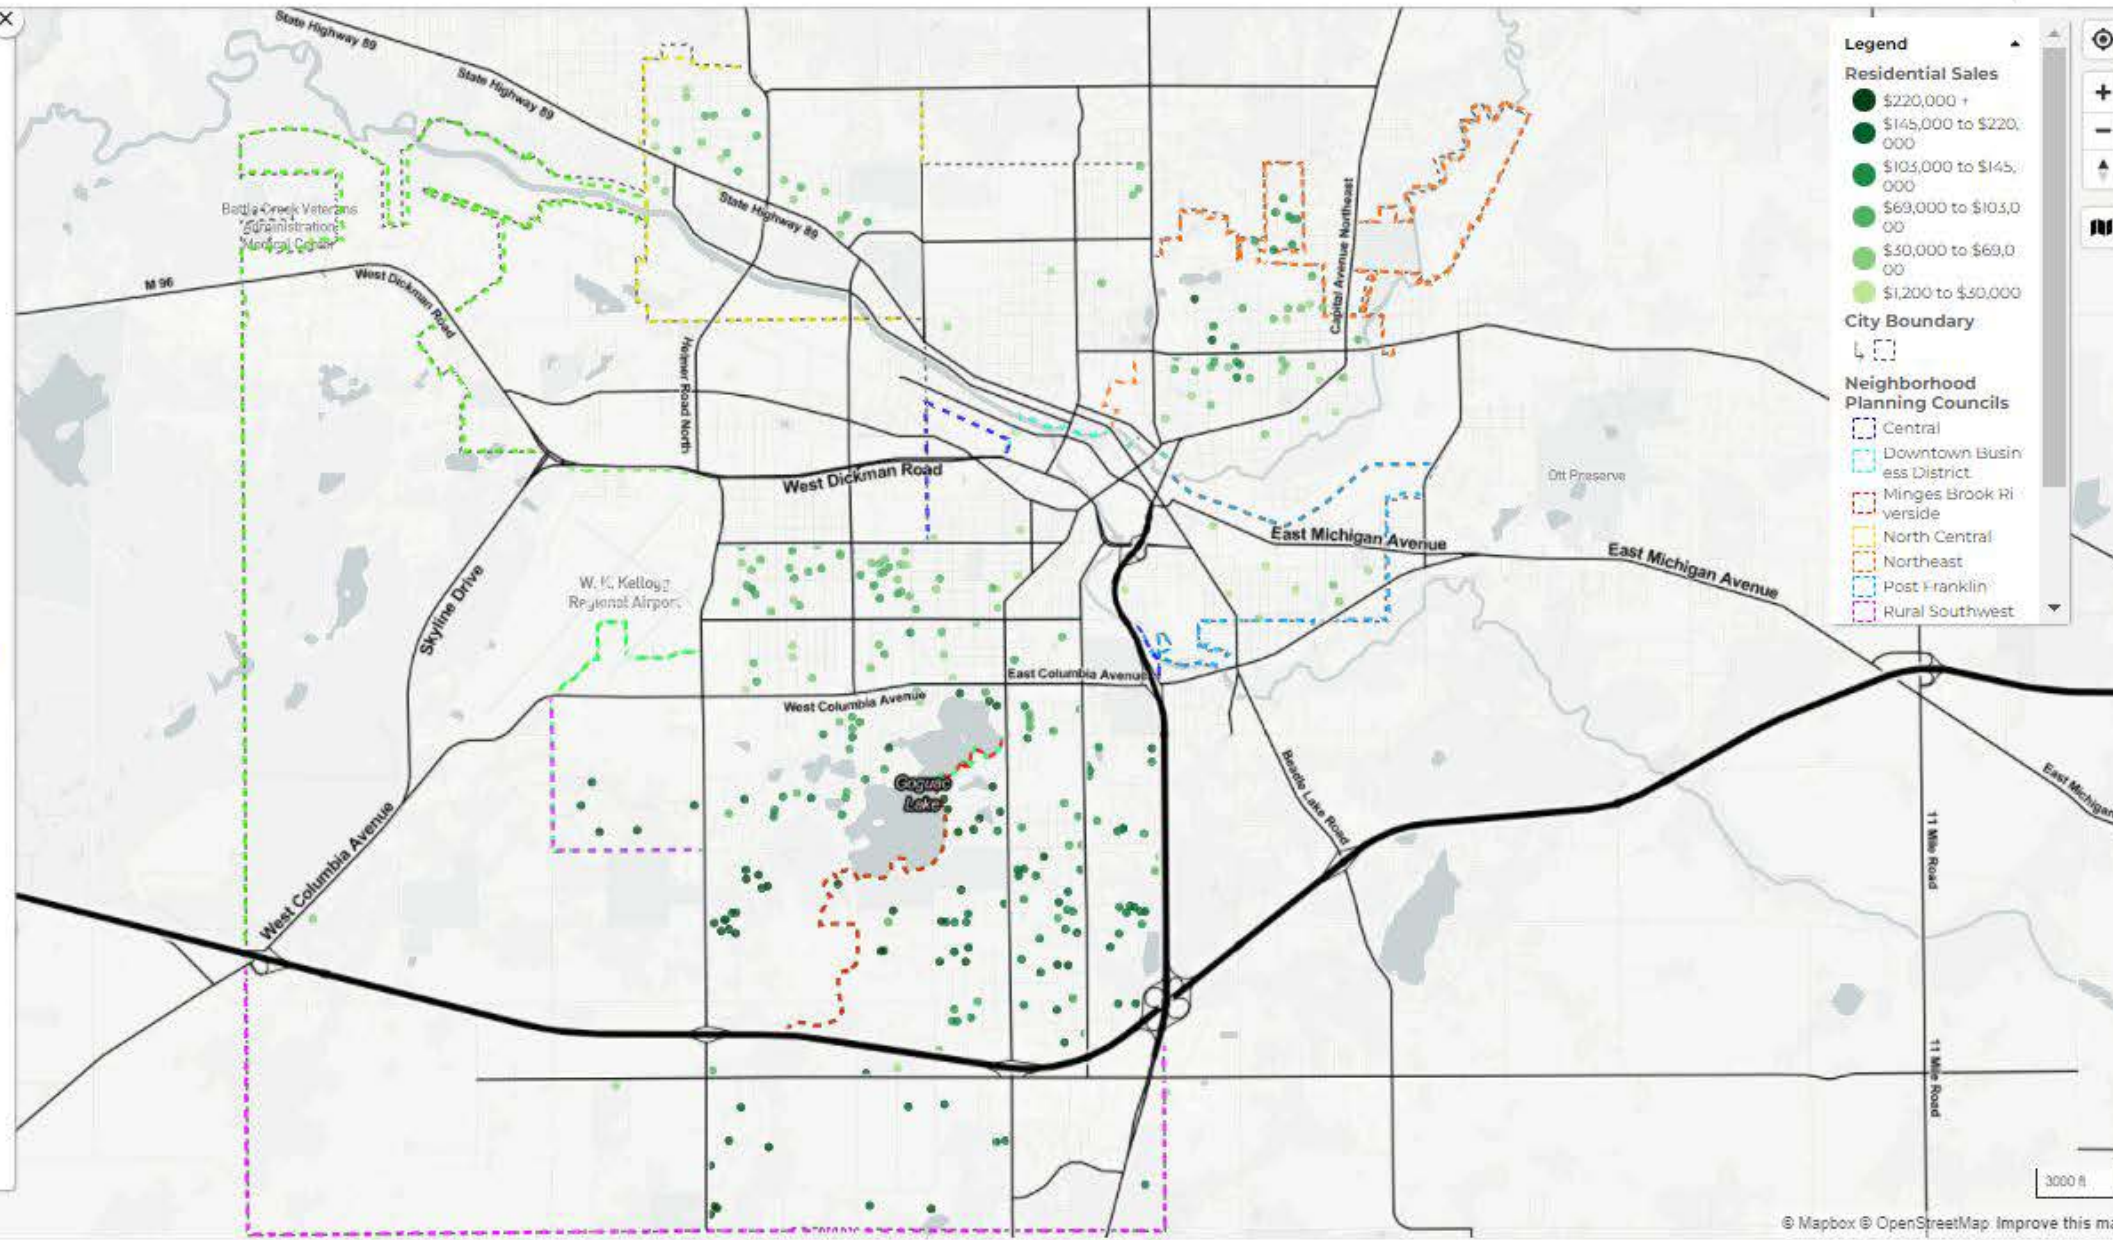 State Highway 89
State Highway 89
State Highway 89
Battle Creek Veterans
Administration
Medical Center
M 96
West Dickman Road
Helmer Road North
West Dickman Road
Capital Avenue Northeast
Skyline Drive
W. K. Kellogg
Regional Airport
East Michigan Avenue
East Michigan Avenue
Ott Preserve
East Columbia Avenue
West Columbia Avenue
Goguac
Lake
West Columbia Avenue
Beadle Lake Road
11 Mile Road
11 Mile Road
East Michigan
Legend
Residential Sales
$220,000 +
$145,000 to $220,
000
$103,000 to $145,
000
$69,000 to $103,0
00
$30,000 to $69,0
00
$1,200 to $30,000
City Boundary
Neighborhood
Planning Councils
Central
Downtown Busin
ess District
Minges Brook Ri
verside
North Central
Northeast
Post Franklin
Rural Southwest
3000 ft
© Mapbox © OpenStreetMap Improve this ma